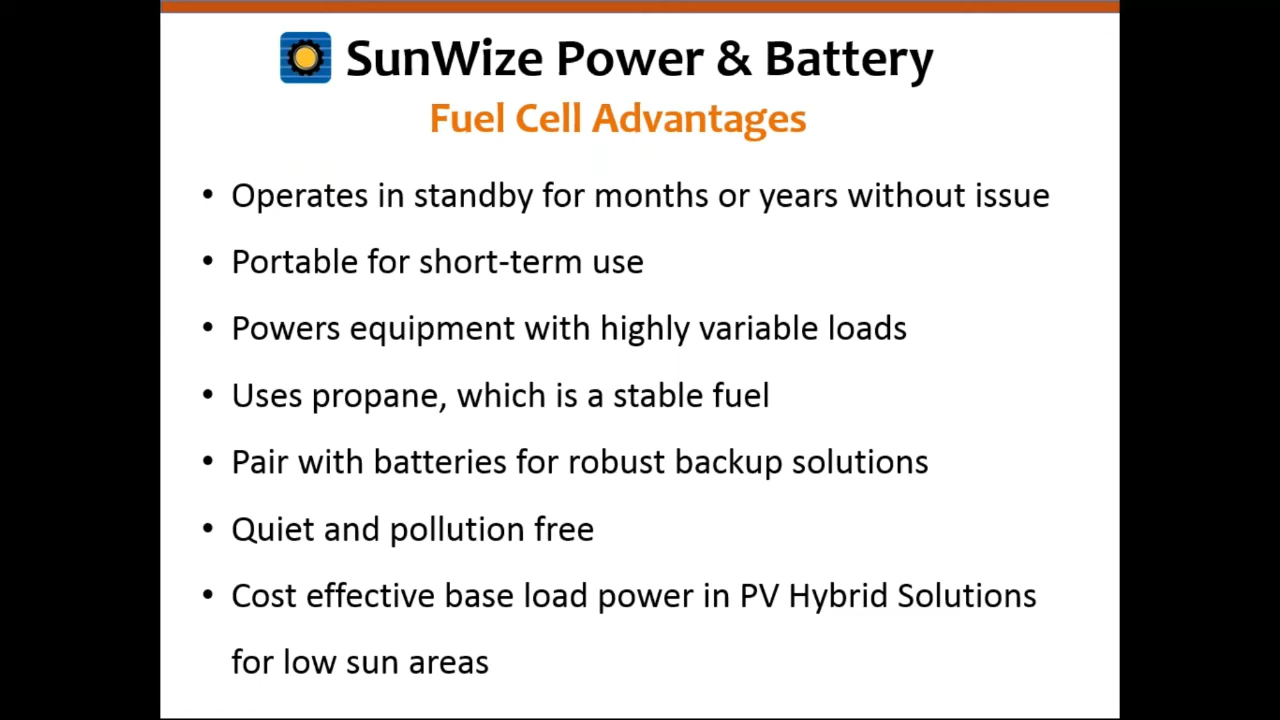 SunWize Power & Battery
Fuel Cell Advantages
• Operates in standby for months or years without issue
• Portable for short-term use
• Powers equipment with highly variable loads
• Uses propane, which is a stable fuel
• Pair with batteries for robust backup solutions
• Quiet and pollution free
• Cost effective base load power in PV Hybrid Solutions
for low sun areas